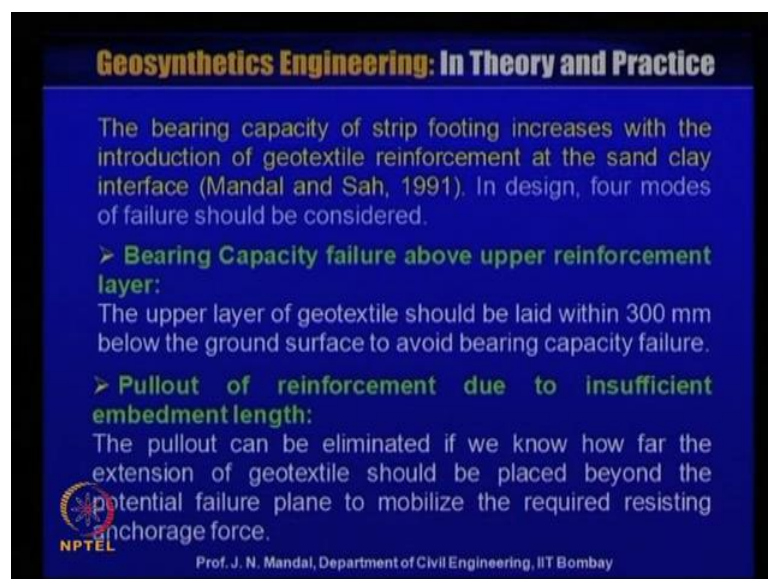 Geosynthetics Engineering: In Theory and Practice
The bearing capacity of strip footing increases with the
introduction of geotextile reinforcement at the sand clay
interface (Mandal and Sah, 1991). In design, four modes
of failure should be considered.
➢ Bearing Capacity failure above upper reinforcement
layer:
The upper layer of geotextile should be laid within 300 mm
below the ground surface to avoid bearing capacity failure.
➢ Pullout of reinforcement due to insufficient
embedment length:
The pullout can be eliminated if we know how far the
extension of geotextile should be placed beyond the
potential failure plane to mobilize the required resisting
anchorage force.
NPTEL
Prof. J. N. Mandal, Department of Civil Engineering, IIT Bombay